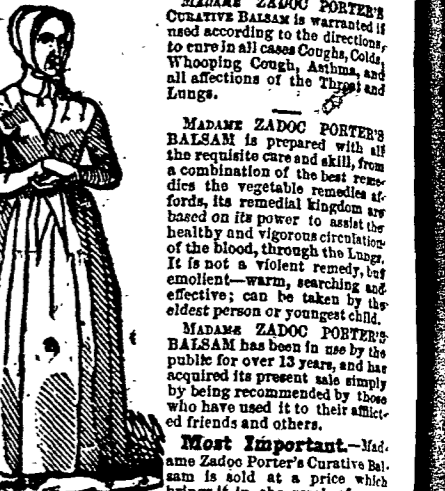 MADAME ZADOC PORTER'S
CURATIVE BALSAM is warranted if
used according to the directions,
to cure in all cases Coughs, Colds,
Whooping Cough, Asthma, and
all affections of the Throat and
Lungs.
MADAME ZADOC PORTER'S
BALSAM is prepared with all
the requisite care and skill, from
a combination of the best reme-
dies the vegetable remedies af-
fords, its remedial kingdom are
based on its power to assist the
healthy and vigorous circulation
of the blood, through the Lungs.
It is not a violent remedy, but
emolient—warm, searching and
effective; can be taken by the
eldest person or youngest child.
MADAME ZADOC PORTER'S
BALSAM has been in use by the
public for over 13 years, and has
acquired its present sale simply
by being recommended by those
who have used it to their afflict-
ed friends and others.
Most Important.—Mad-
ame Zadoc Porter's Curative Bal-
sam is sold at a price which